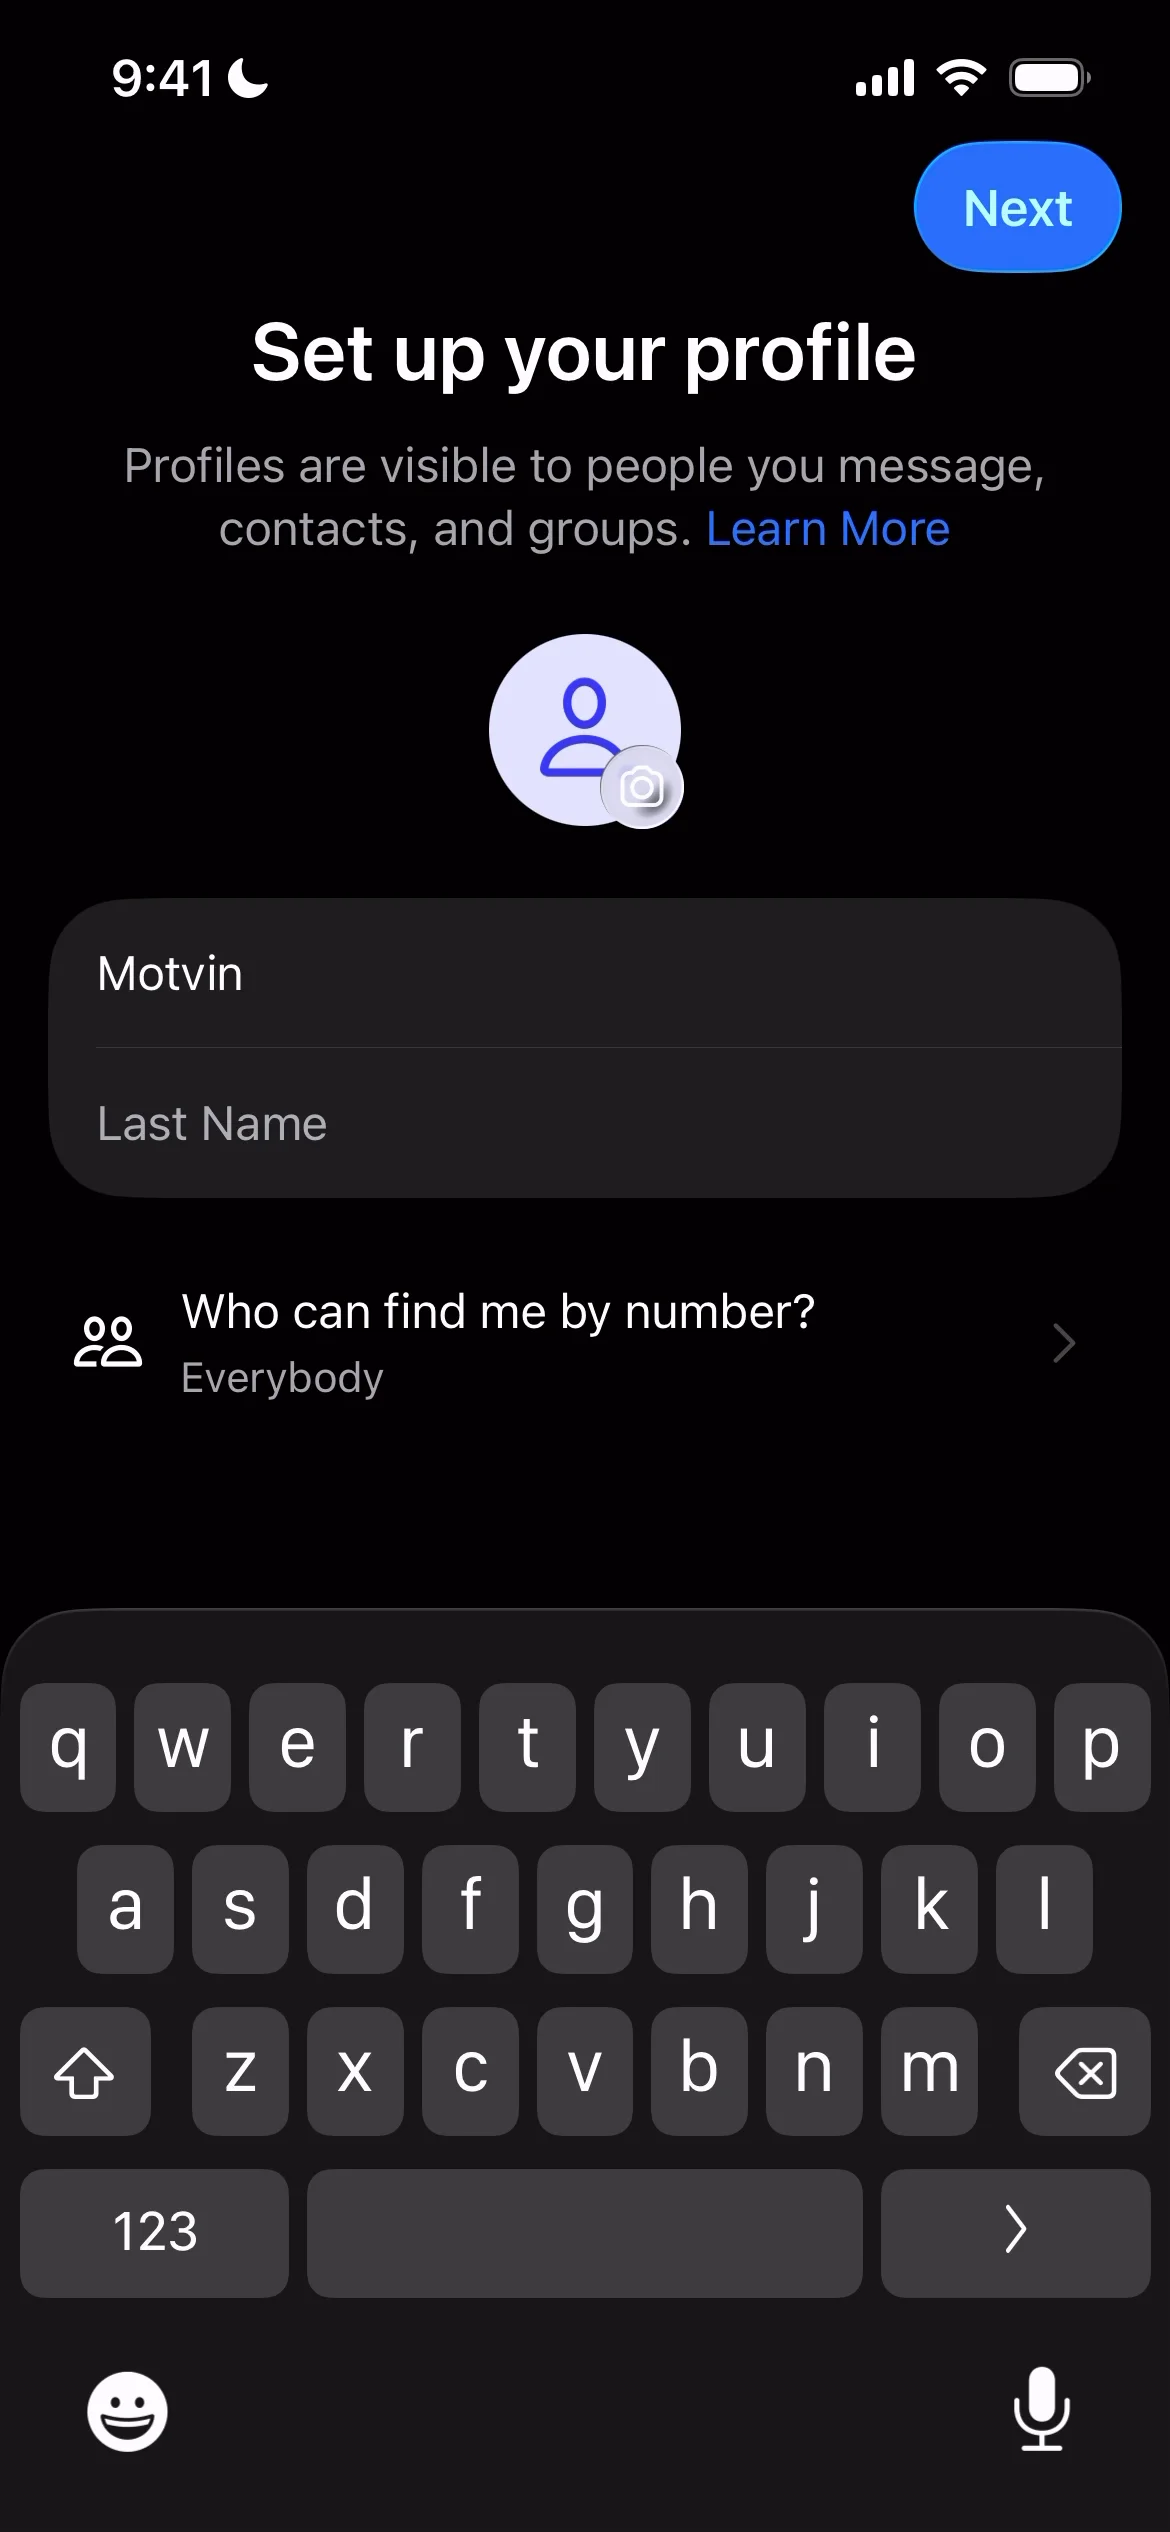 9:41
Next
Set up your profile
Profiles are visible to people you message,
contacts, and groups. Learn More
Motvin
Last Name
Who can find me by number?
Everybody
q w e r t y u i o p
a s d f g h j k l
z x c v b n m
123